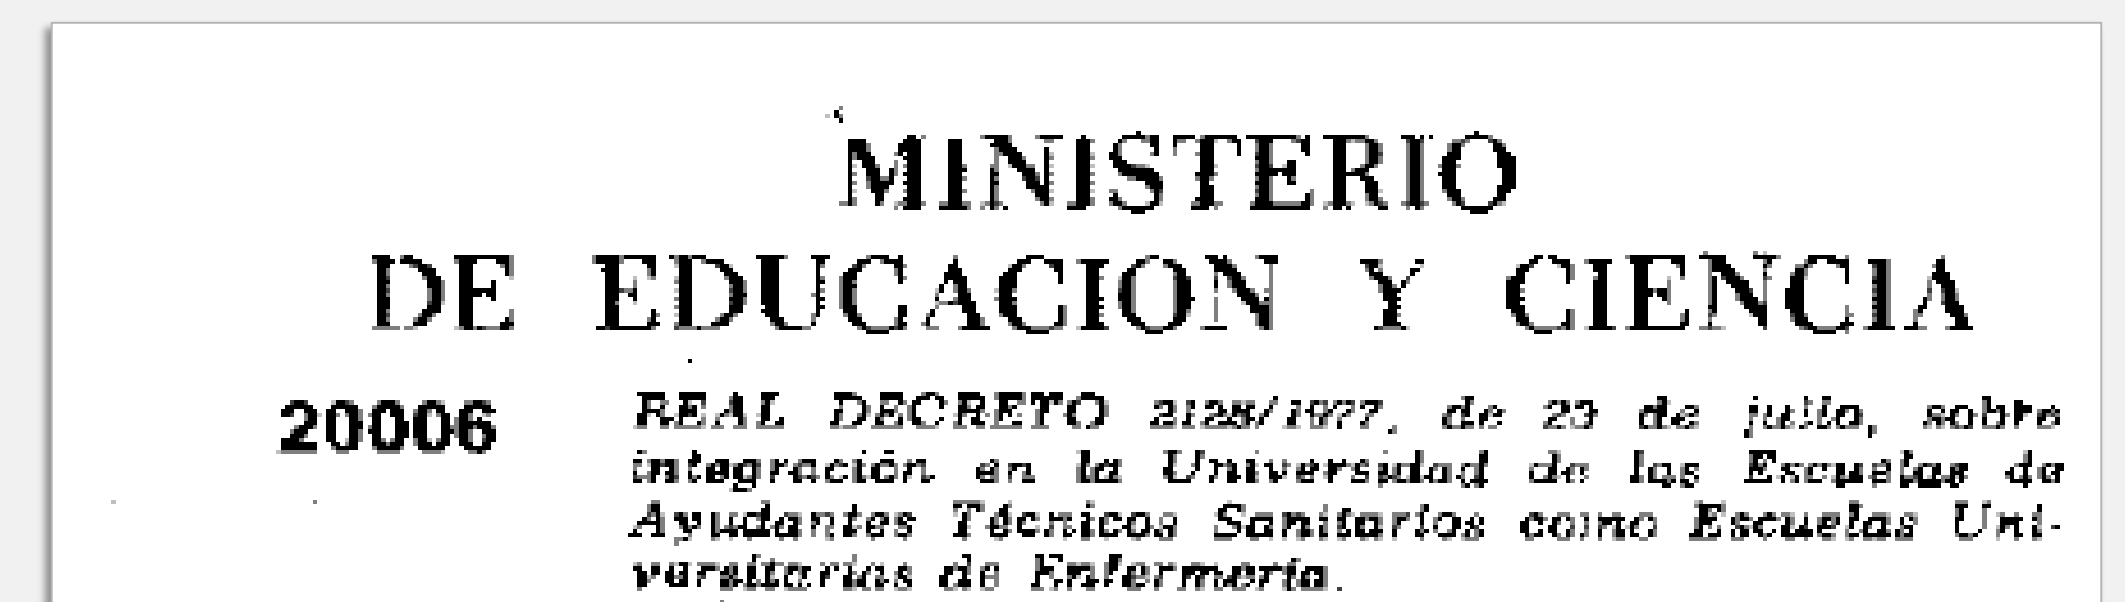 MINISTERIO
DE EDUCACION Y CIENCIA
20006 REAL DECRETO 2128/1977, de 23 de julio, sobre
integración en la Universidad de las Escuelas de
Ayudantes Técnicos Sanitarios como Escuelas Uni-
versitarias de Enfermería.